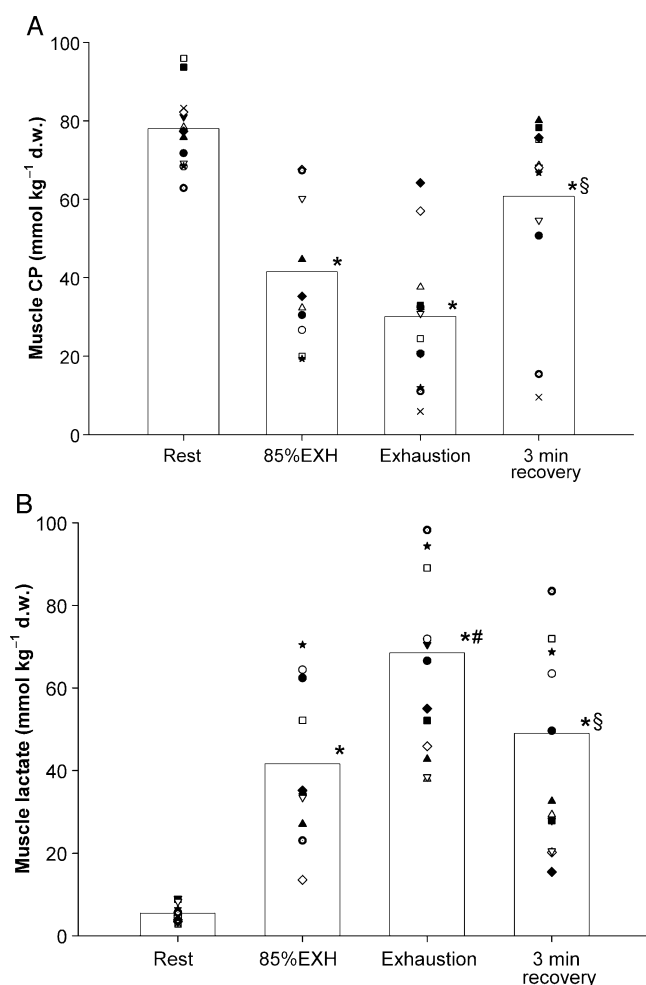 A
Muscle CP (mmol kg⁻¹ d.w.)
100
80
60
40
20
0
*
*
*§
Rest
85%EXH
Exhaustion
3 min
recovery
B
Muscle lactate (mmol kg⁻¹ d.w.)
100
80
60
40
20
0
*
*#
*§
Rest
85%EXH
Exhaustion
3 min
recovery